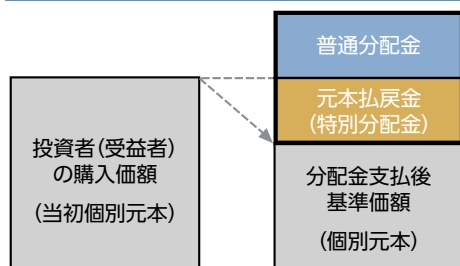 普通分配金
元本払戻金
(特別分配金)
投資者(受益者)
の購入価額
(当初個別元本)
分配金支払後
基準価額
(個別元本)